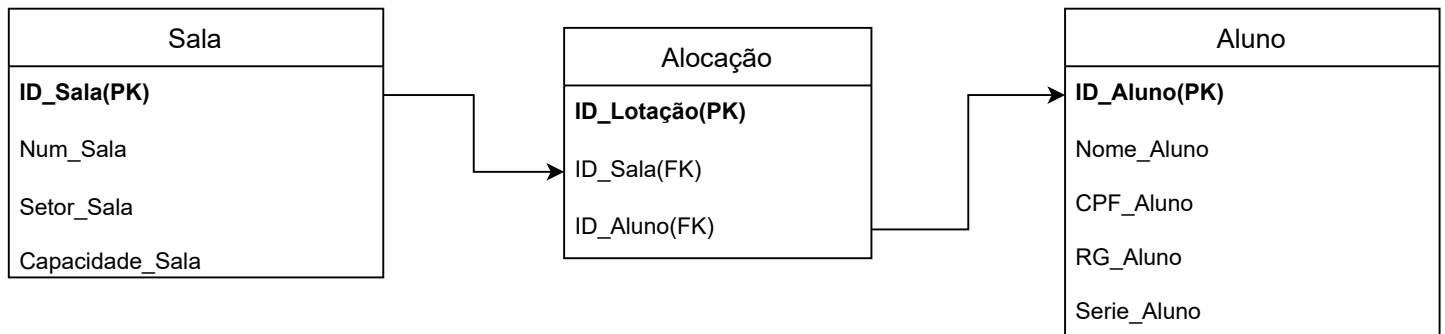 Sala
ID_Sala(PK)
Num_Sala
Setor_Sala
Capacidade_Sala
Alocação
ID_Lotação(PK)
ID_Sala(FK)
ID_Aluno(FK)
Aluno
ID_Aluno(PK)
Nome_Aluno
CPF_Aluno
RG_Aluno
Serie_Aluno